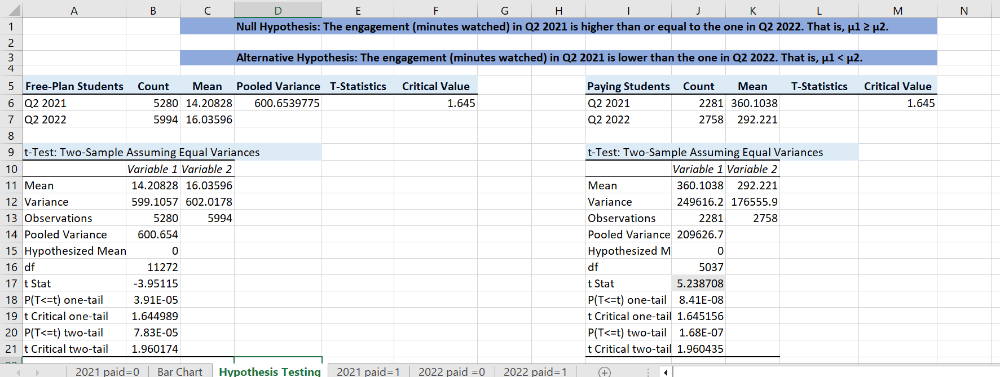 A B C D E F G H I J K L M N
1 Null Hypothesis: The engagement (minutes watched) in Q2 2021 is higher than or equal to the one in Q2 2022. That is, μ1 ≥ μ2.
2
3 Alternative Hypothesis: The engagement (minutes watched) in Q2 2021 is lower than the one in Q2 2022. That is, μ1 < μ2.
4
5 Free-Plan Students Count Mean Pooled Variance T-Statistics Critical Value Paying Students Count Mean T-Statistics Critical Value
6 Q2 2021 5280 14.20828 600.6539775 1.645 Q2 2021 2281 360.1038 1.645
7 Q2 2022 5994 16.03596 Q2 2022 2758 292.221
8
9 t-Test: Two-Sample Assuming Equal Variances t-Test: Two-Sample Assuming Equal Variances
10 Variable 1 Variable 2 Variable 1 Variable 2
11 Mean 14.20828 16.03596 Mean 360.1038 292.221
12 Variance 599.1057 602.0178 Variance 249616.2 176555.9
13 Observations 5280 5994 Observations 2281 2758
14 Pooled Variance 600.654 Pooled Variance 209626.7
15 Hypothesized Mean 0 Hypothesized M 0
16 df 11272 df 5037
17 t Stat -3.95115 t Stat 5.238708
18 P(T<=t) one-tail 3.91E-05 P(T<=t) one-tail 8.41E-08
19 t Critical one-tail 1.644989 t Critical one-tail 1.645156
20 P(T<=t) two-tail 7.83E-05 P(T<=t) two-tail 1.68E-07
21 t Critical two-tail 1.960174 t Critical two-tail 1.960435
2021 paid=0 Bar Chart Hypothesis Testing 2021 paid=1 2022 paid =0 2022 paid=1